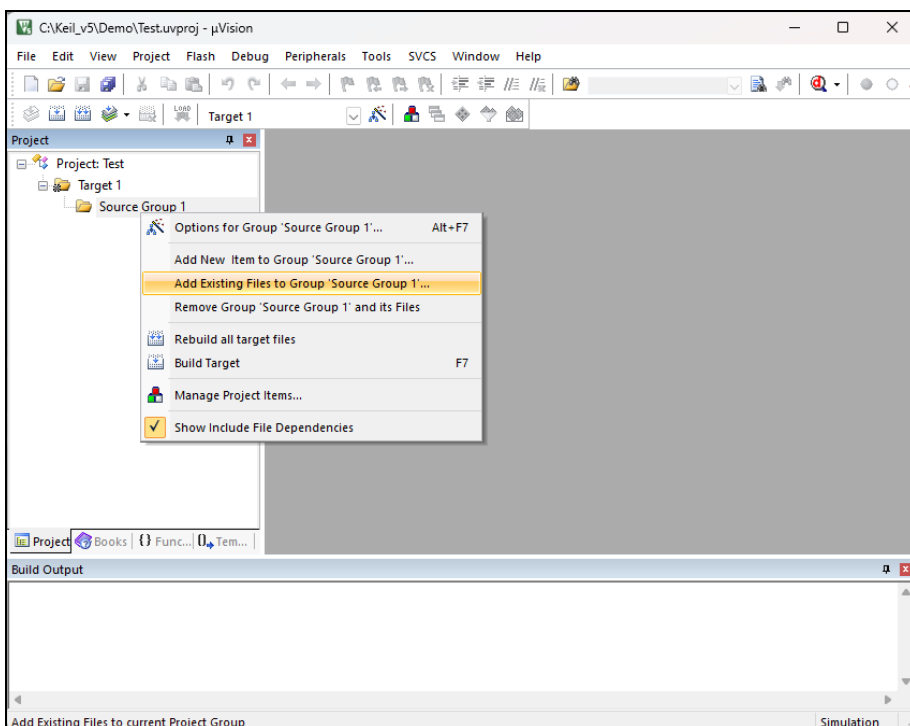 C:\Keil_v5\Demo\Test.uvproj - µVision
File Edit View Project Flash Debug Peripherals Tools SVCS Window Help
LOAD Target 1
Project
Project: Test
Target 1
Source Group 1
Options for Group 'Source Group 1'... Alt+F7
Add New Item to Group 'Source Group 1'...
Add Existing Files to Group 'Source Group 1'...
Remove Group 'Source Group 1' and its Files
Rebuild all target files
Build Target F7
Manage Project Items...
Show Include File Dependencies
Project Books {} Func... 0 Tem...
Build Output
Add Existing Files to current Project Group Simulation